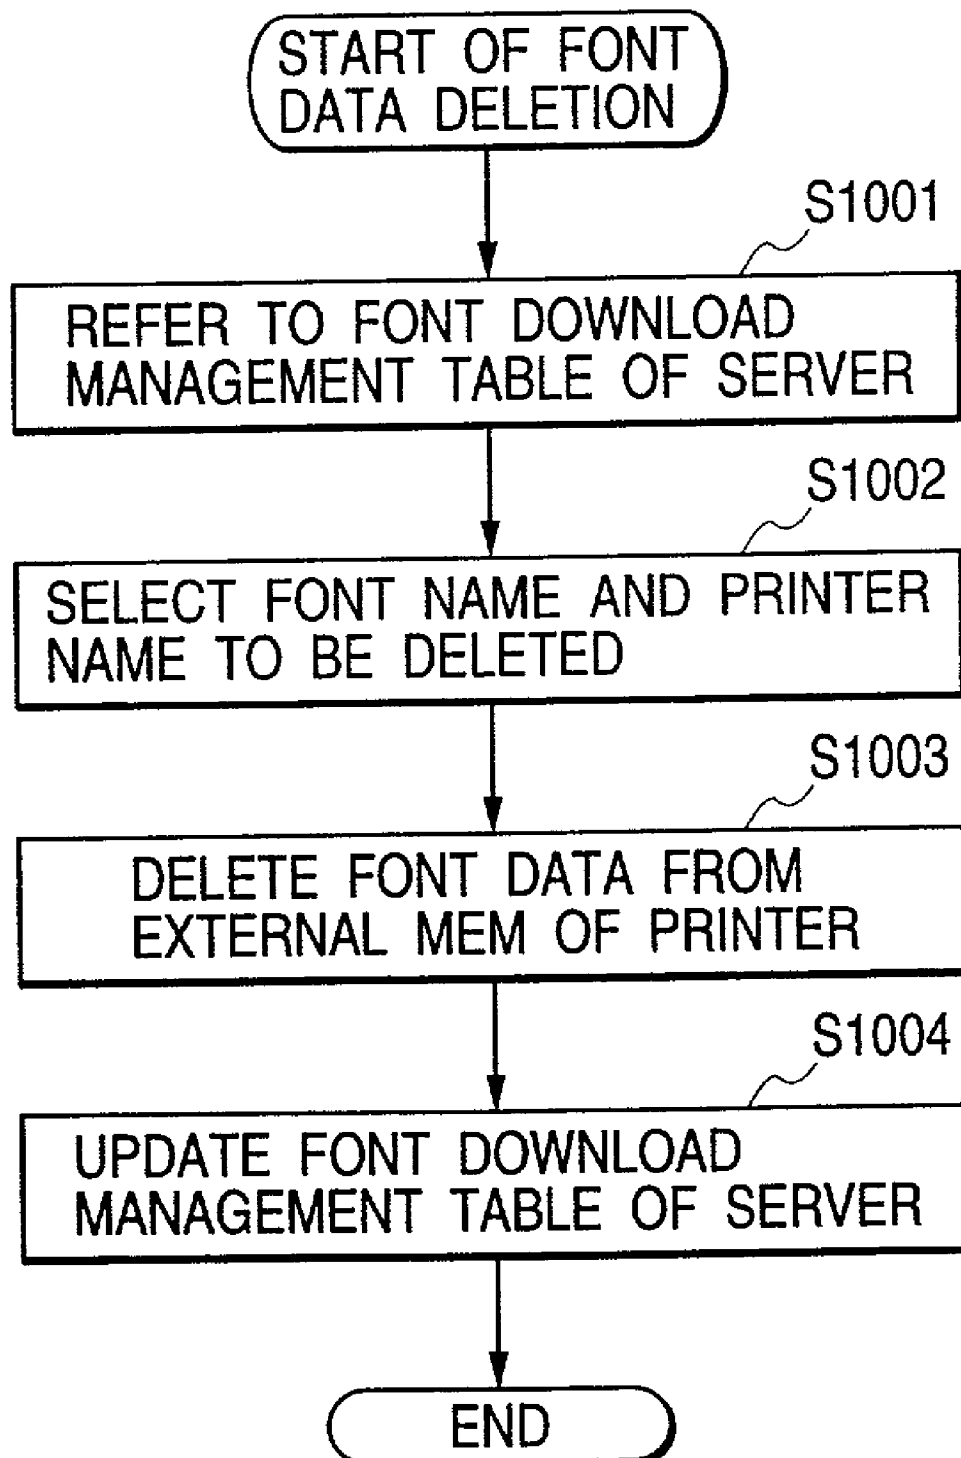 START OF FONT
DATA DELETION
S1001
REFER TO FONT DOWNLOAD
MANAGEMENT TABLE OF SERVER
S1002
SELECT FONT NAME AND PRINTER
NAME TO BE DELETED
S1003
DELETE FONT DATA FROM
EXTERNAL MEM OF PRINTER
S1004
UPDATE FONT DOWNLOAD
MANAGEMENT TABLE OF SERVER
END